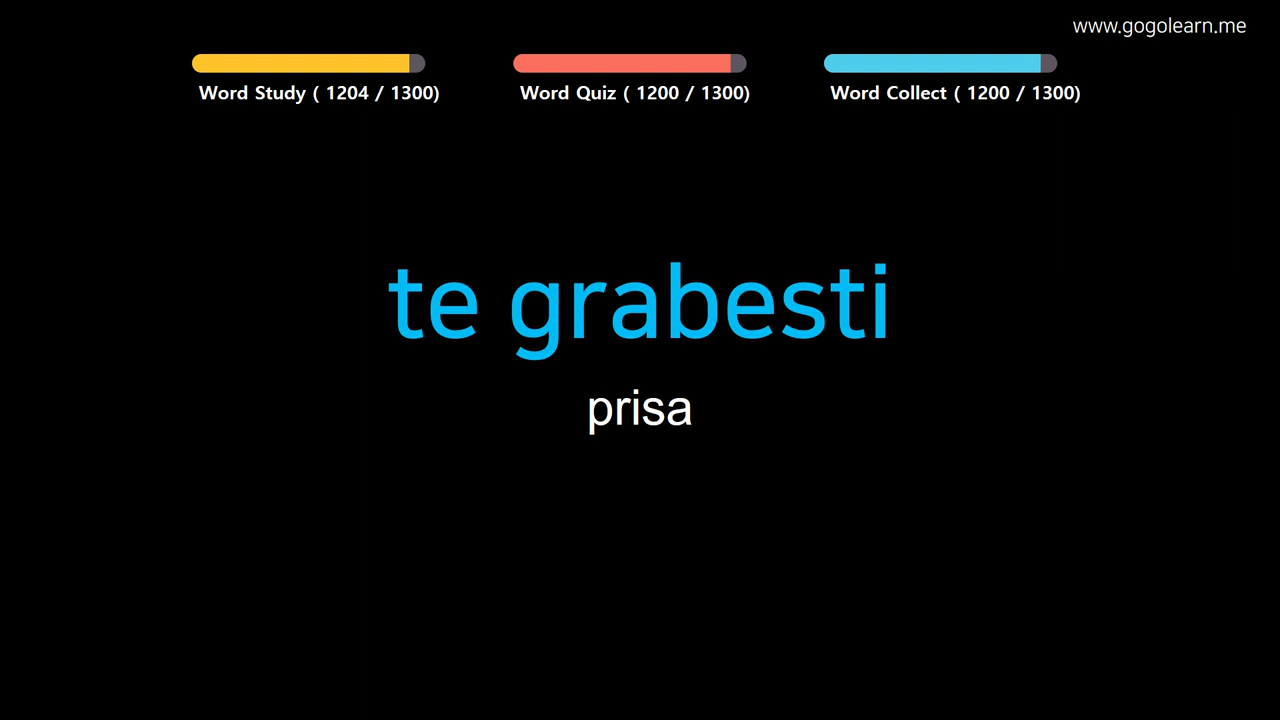 www.gogolearn.me
Word Study ( 1204 / 1300)
Word Quiz ( 1200 / 1300)
Word Collect ( 1200 / 1300)
te grabesti
prisa